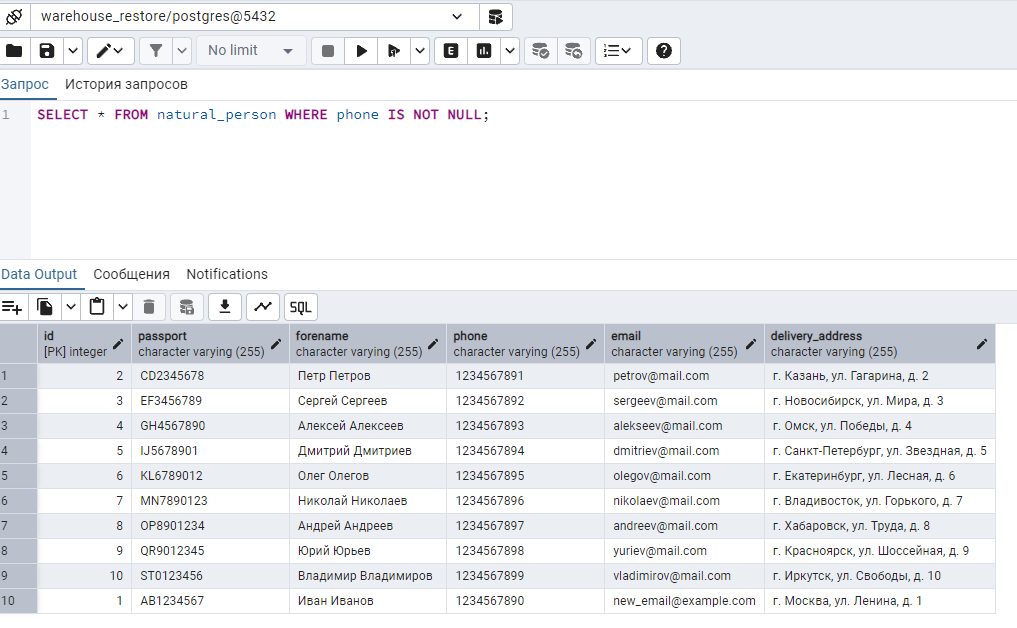 warehouse_restore/postgres@5432
No limit
E
Запрос История запросов
1 SELECT * FROM natural_person WHERE phone IS NOT NULL;
Data Output Сообщения Notifications
SQL
id passport forename phone email delivery_address
[PK] integer character varying (255) character varying (255) character varying (255) character varying (255) character varying (255)
1 2 CD2345678 Петр Петров 1234567891 petrov@mail.com г. Казань, ул. Гагарина, д. 2
2 3 EF3456789 Сергей Сергеев 1234567892 sergeev@mail.com г. Новосибирск, ул. Мира, д. 3
3 4 GH4567890 Алексей Алексеев 1234567893 alekseev@mail.com г. Омск, ул. Победы, д. 4
4 5 IJ5678901 Дмитрий Дмитриев 1234567894 dmitriev@mail.com г. Санкт-Петербург, ул. Звездная, д. 5
5 6 KL6789012 Олег Олегов 1234567895 olegov@mail.com г. Екатеринбург, ул. Лесная, д. 6
6 7 MN7890123 Николай Николаев 1234567896 nikolaev@mail.com г. Владивосток, ул. Горького, д. 7
7 8 OP8901234 Андрей Андреев 1234567897 andreev@mail.com г. Хабаровск, ул. Труда, д. 8
8 9 QR9012345 Юрий Юрьев 1234567898 yuriev@mail.com г. Красноярск, ул. Шоссейная, д. 9
9 10 ST0123456 Владимир Владимиров 1234567899 vladimirov@mail.com г. Иркутск, ул. Свободы, д. 10
10 1 AB1234567 Иван Иванов 1234567890 new_email@example.com г. Москва, ул. Ленина, д. 1